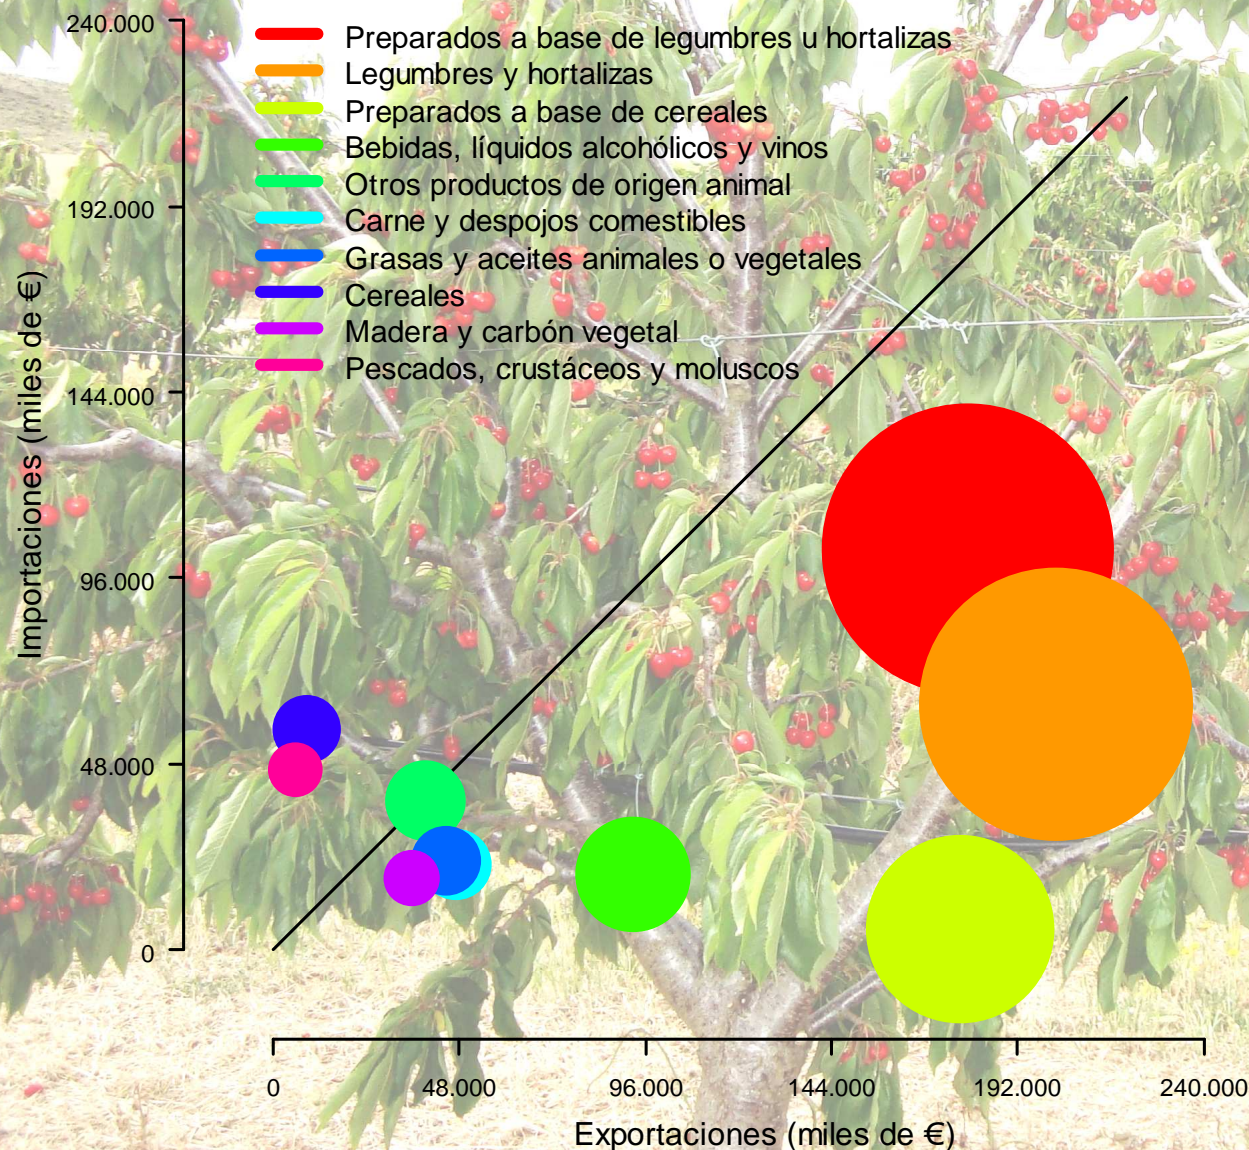 240.000
192.000
144.000
96.000
48.000
0
Importaciones (miles de €)
Preparados a base de legumbres u hortalizas
Legumbres y hortalizas
Preparados a base de cereales
Bebidas, líquidos alcohólicos y vinos
Otros productos de origen animal
Carne y despojos comestibles
Grasas y aceites animales o vegetales
Cereales
Madera y carbón vegetal
Pescados, crustáceos y moluscos
0 48.000 96.000 144.000 192.000 240.000
Exportaciones (miles de €)